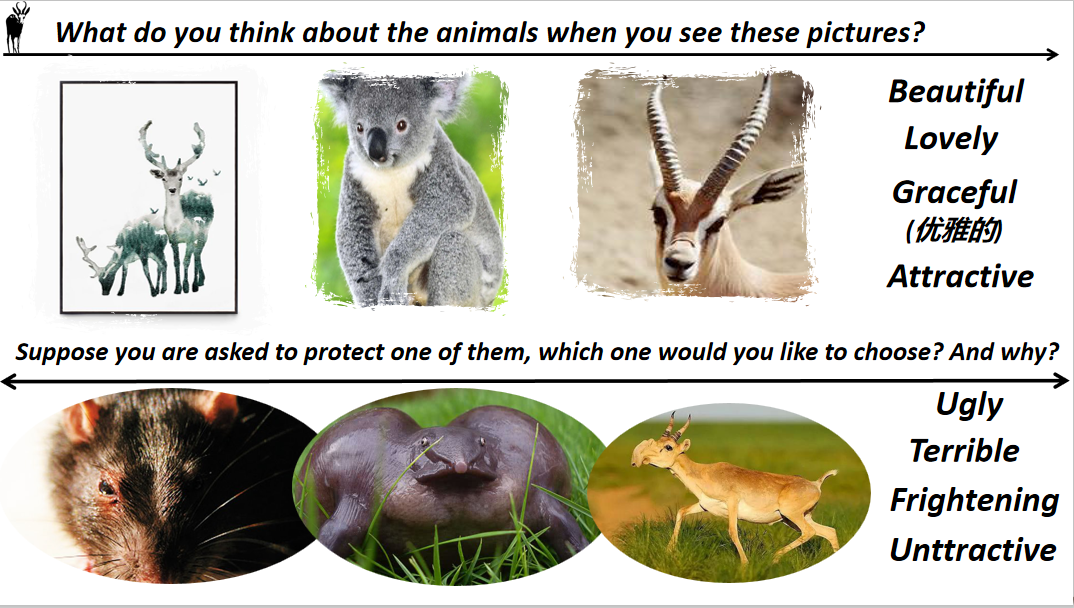 What do you think about the animals when you see these pictures?
Beautiful
Lovely
Graceful
(优雅的)
Attractive
Suppose you are asked to protect one of them, which one would you like to choose? And why?
Ugly
Terrible
Frightening
Unttractive